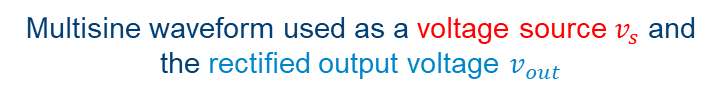 Multisine waveform used as a voltage source vₛ and
the rectified output voltage vₒᵤₜ